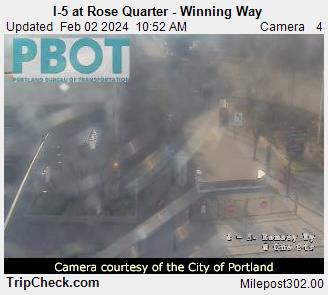 I-5 at Rose Quarter - Winning Way
Updated Feb 02 2024 10:52 AM Camera 4
PBOT
PORTLAND BUREAU OF TRANSPORTATION
Camera courtesy of the City of Portland
TripCheck.com Milepost302.00